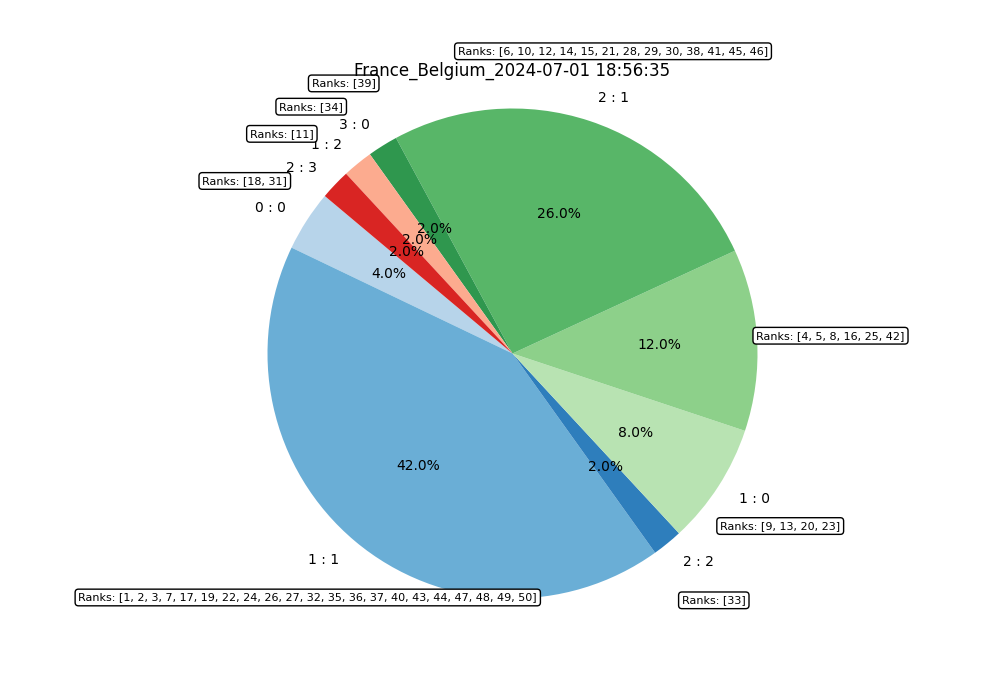 Ranks: [6, 10, 12, 14, 15, 21, 28, 29, 30, 38, 41, 45, 46]
France_Belgium_2024-07-01 18:56:35
Ranks: [39]
2 : 1
Ranks: [34]
3 : 0
Ranks: [11]
1 : 2
2 : 3
Ranks: [18, 31]
0 : 0
26.0%
2.0%
2.0%
2.0%
4.0%
Ranks: [4, 5, 8, 16, 25, 42]
12.0%
8.0%
42.0%
2.0%
1 : 0
Ranks: [9, 13, 20, 23]
1 : 1
2 : 2
Ranks: [1, 2, 3, 7, 17, 19, 22, 24, 26, 27, 32, 35, 36, 37, 40, 43, 44, 47, 48, 49, 50]
Ranks: [33]